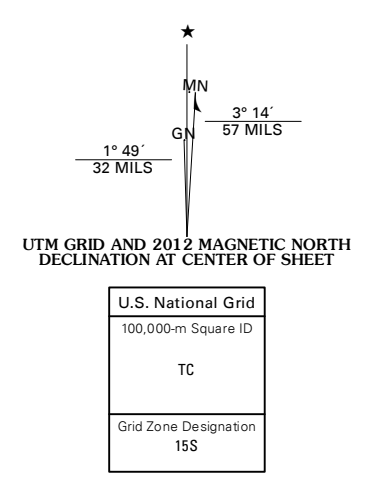 MN
3° 14´
57 MILS
GN
1° 49´
32 MILS
UTM GRID AND 2012 MAGNETIC NORTH
DECLINATION AT CENTER OF SHEET
U.S. National Grid
100,000-m Square ID
TC
Grid Zone Designation
15S